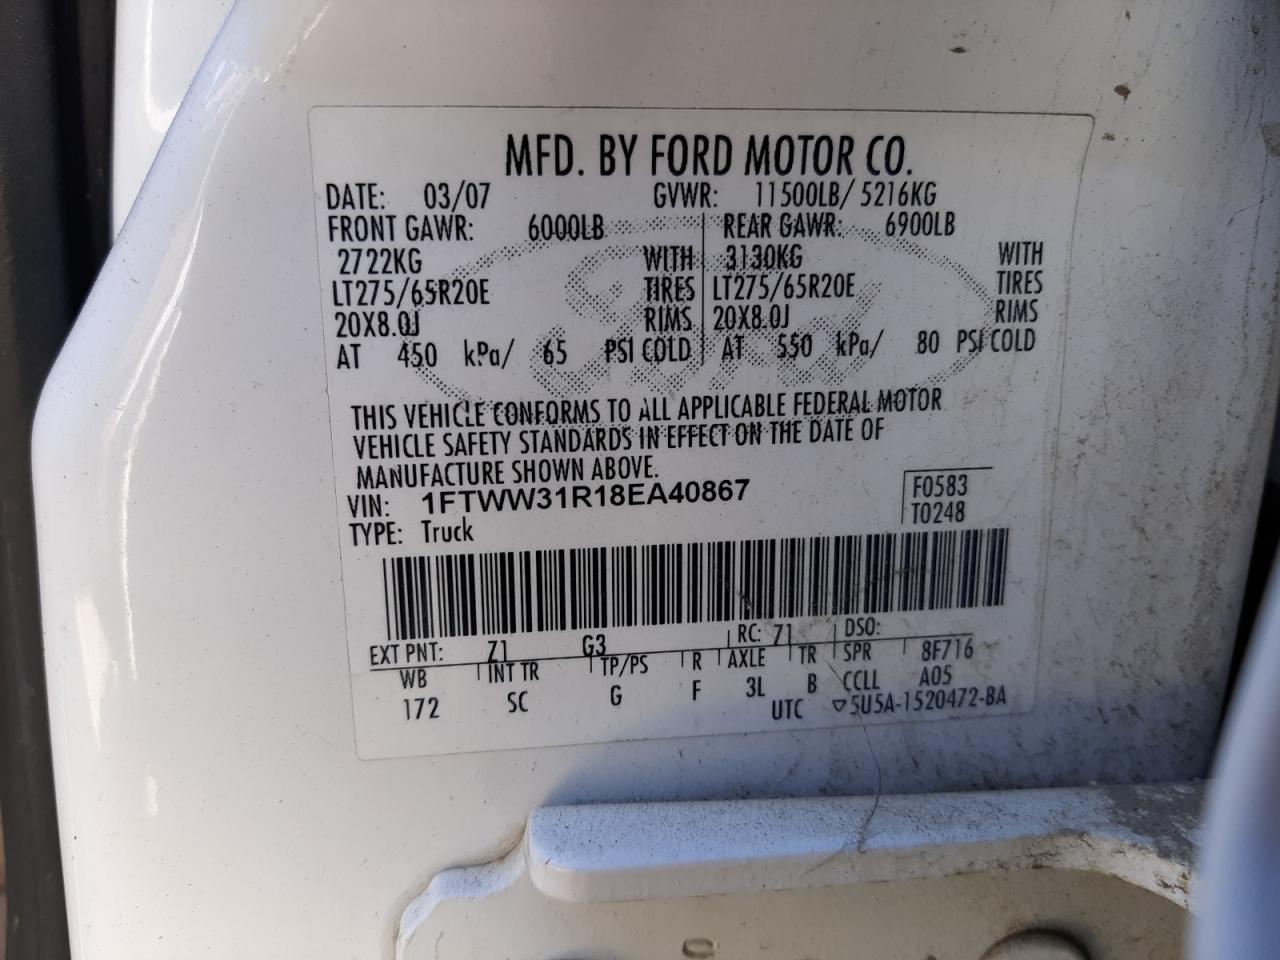 MFD. BY FORD MOTOR CO.
DATE: 03/07 GVWR: 11500LB/ 5216KG
FRONT GAWR: 6000LB REAR GAWR: 6900LB
2722KG WITH 3130KG WITH
LT275/65R20E TIRES LT275/65R20E TIRES
20X8.0J RIMS 20X8.0J RIMS
AT 450 kPa/ 65 PSI COLD AT 550 kPa/ 80 PSI COLD
THIS VEHICLE CONFORMS TO ALL APPLICABLE FEDERAL MOTOR
VEHICLE SAFETY STANDARDS IN EFFECT ON THE DATE OF
MANUFACTURE SHOWN ABOVE.
VIN: 1FTWW31R18EA40867 F0583
TYPE: Truck T0248
EXT PNT: Z1 G3 RC: 71 DSO:
WB INT TR TP/PS R AXLE TR SPR 8F716
172 SC G F 3L B CCLL A05
UTC ▽5U5A-1520472-BA